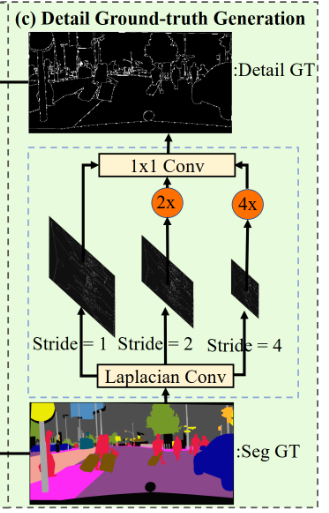 (c) Detail Ground-truth Generation
:Detail GT
1x1 Conv
2x
4x
Stride = 1
Stride = 2
Stride = 4
Laplacian Conv
:Seg GT